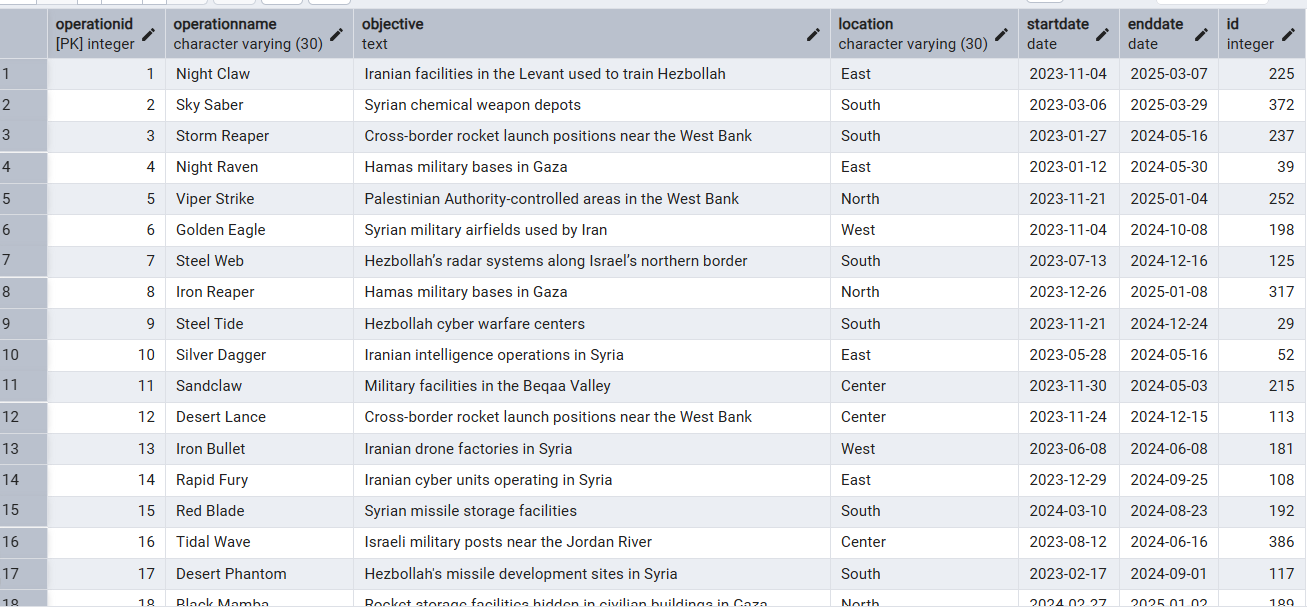 operationid operationname objective location startdate enddate id
[PK] integer character varying (30) text character varying (30) date date integer
1 1 Night Claw Iranian facilities in the Levant used to train Hezbollah East 2023-11-04 2025-03-07 225
2 2 Sky Saber Syrian chemical weapon depots South 2023-03-06 2025-03-29 372
3 3 Storm Reaper Cross-border rocket launch positions near the West Bank South 2023-01-27 2024-05-16 237
4 4 Night Raven Hamas military bases in Gaza East 2023-01-12 2024-05-30 39
5 5 Viper Strike Palestinian Authority-controlled areas in the West Bank North 2023-11-21 2025-01-04 252
6 6 Golden Eagle Syrian military airfields used by Iran West 2023-11-04 2024-10-08 198
7 7 Steel Web Hezbollah’s radar systems along Israel’s northern border South 2023-07-13 2024-12-16 125
8 8 Iron Reaper Hamas military bases in Gaza North 2023-12-26 2025-01-08 317
9 9 Steel Tide Hezbollah cyber warfare centers South 2023-11-21 2024-12-24 29
10 10 Silver Dagger Iranian intelligence operations in Syria East 2023-05-28 2024-05-16 52
11 11 Sandclaw Military facilities in the Beqaa Valley Center 2023-11-30 2024-05-03 215
12 12 Desert Lance Cross-border rocket launch positions near the West Bank Center 2023-11-24 2024-12-15 113
13 13 Iron Bullet Iranian drone factories in Syria West 2023-06-08 2024-06-08 181
14 14 Rapid Fury Iranian cyber units operating in Syria East 2023-12-29 2024-09-25 108
15 15 Red Blade Syrian missile storage facilities South 2024-03-10 2024-08-23 192
16 16 Tidal Wave Israeli military posts near the Jordan River Center 2023-08-12 2024-06-16 386
17 17 Desert Phantom Hezbollah's missile development sites in Syria South 2023-02-17 2024-09-01 117
18 18 Black Mamba Rocket storage facilities hidden in civilian buildings in Gaza North 2024-02-27 2025-01-02 189